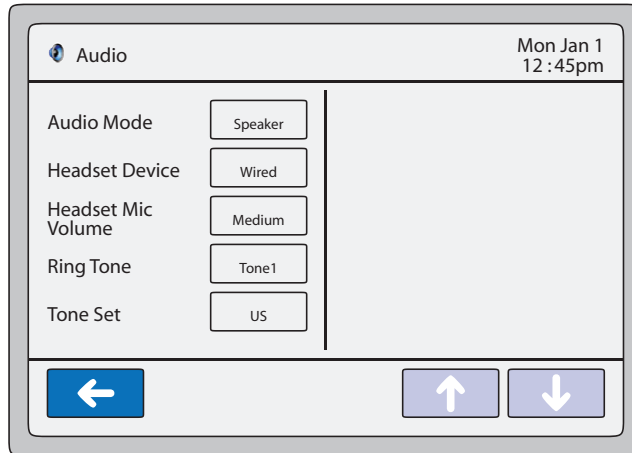 Audio
Mon Jan 1
12:45pm
Audio Mode
Speaker
Headset Device
Wired
Headset Mic
Volume
Medium
Ring Tone
Tone1
Tone Set
US